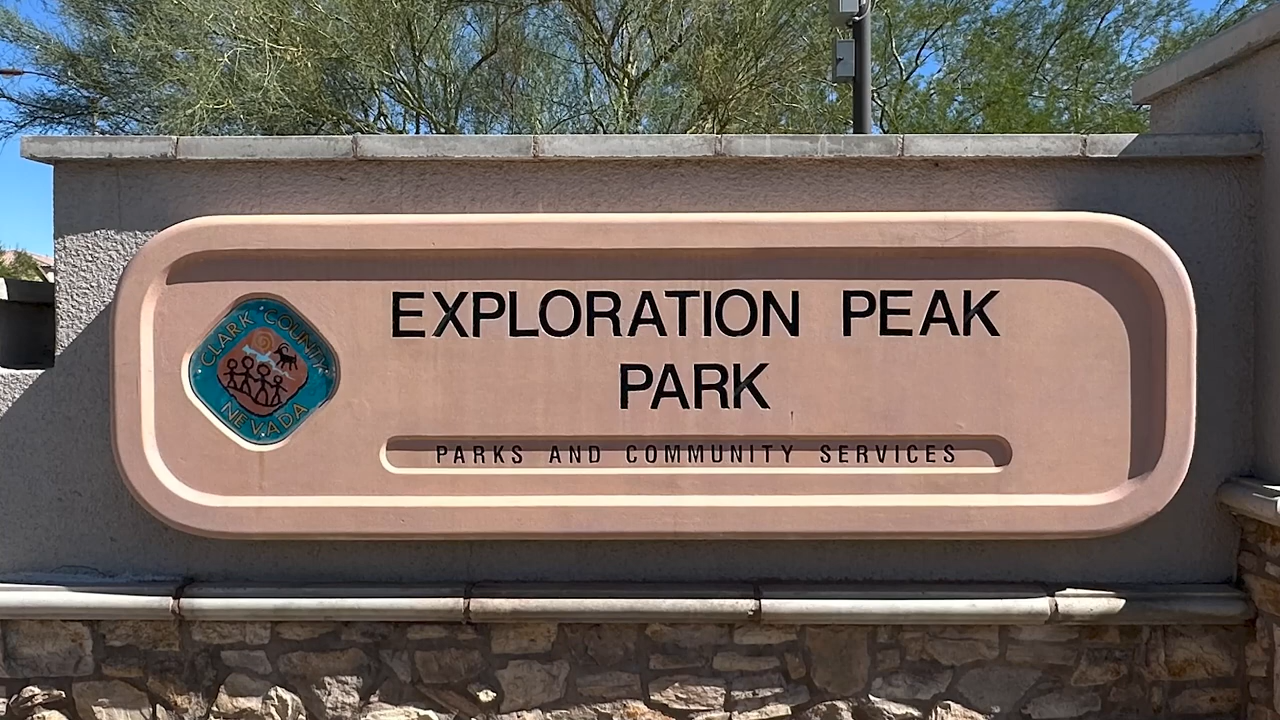 CLARK COUNTY
NEVADA
EXPLORATION PEAK
PARK
PARKS AND COMMUNITY SERVICES